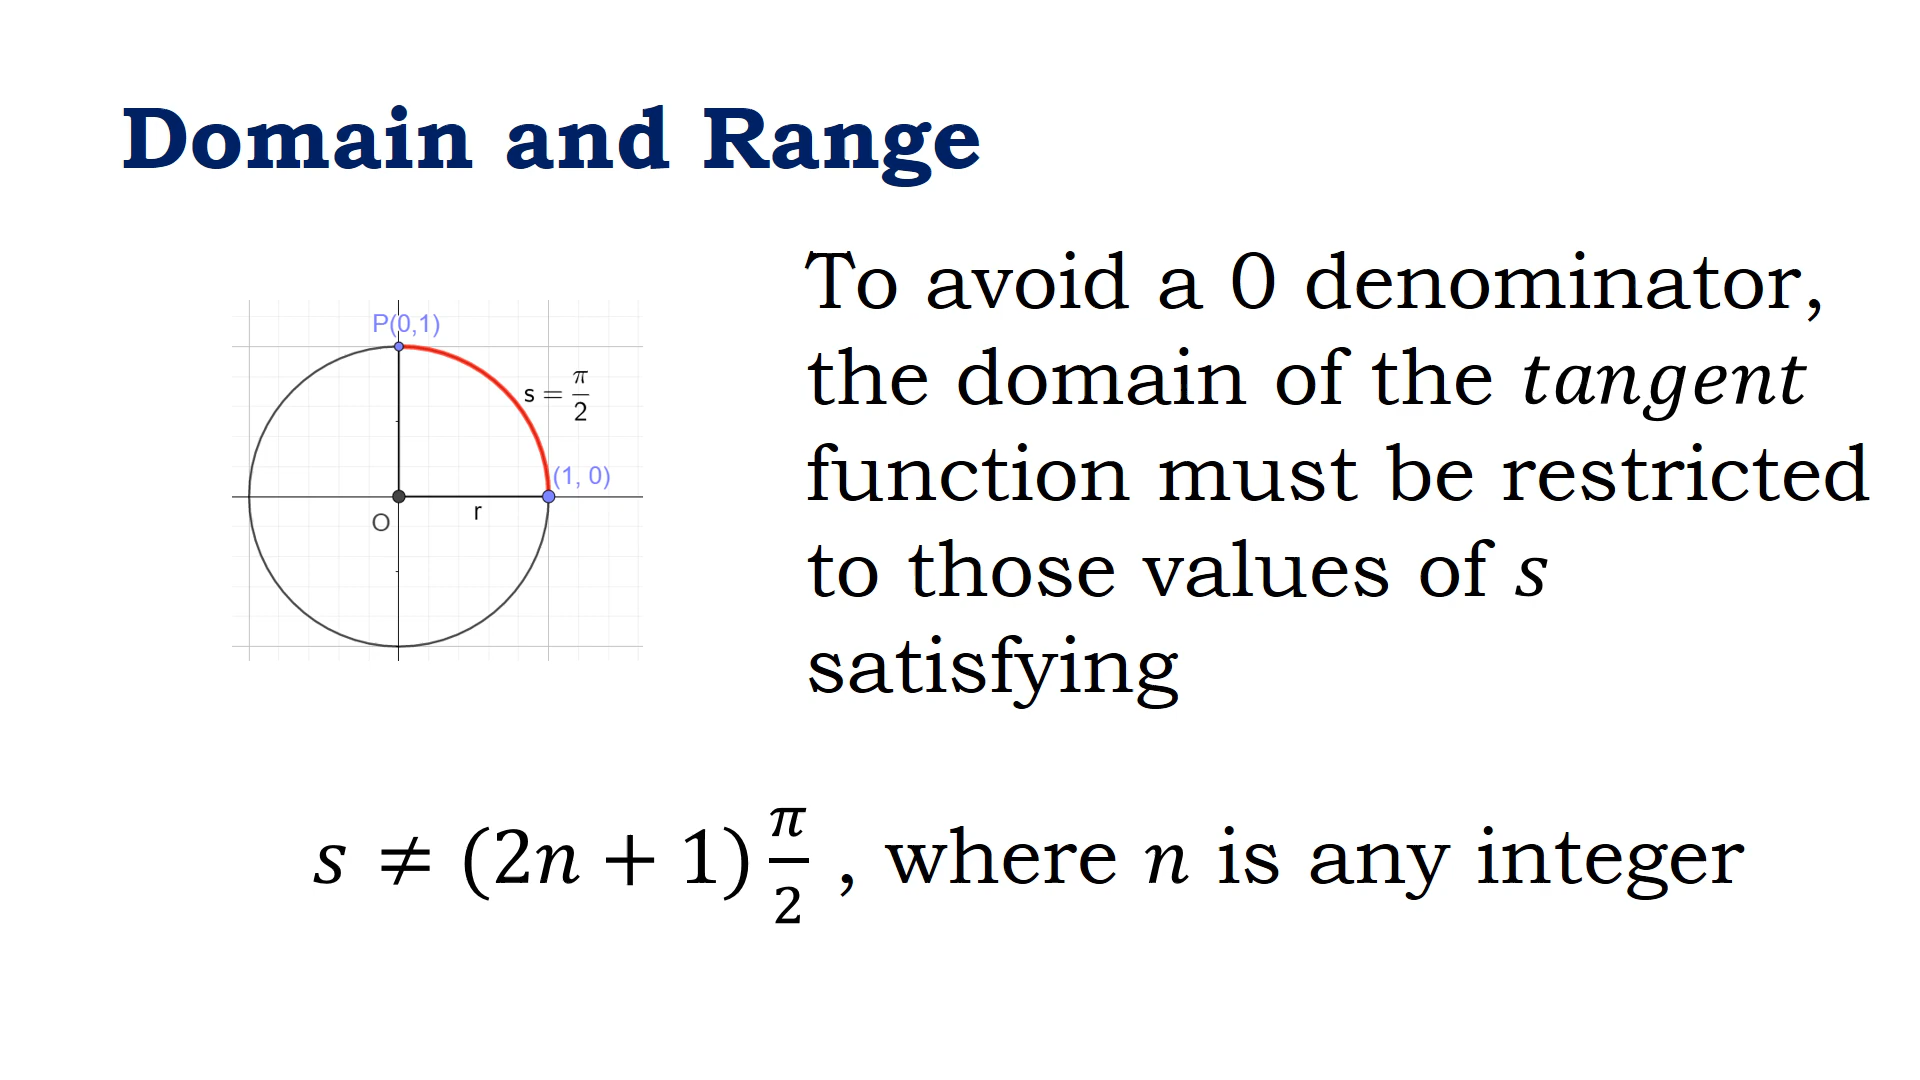 Domain and Range
P(0,1)
s = π/2
(1, 0)
O
r
To avoid a 0 denominator,
the domain of the tangent
function must be restricted
to those values of s
satisfying
s ≠ (2n + 1) π/2 , where n is any integer